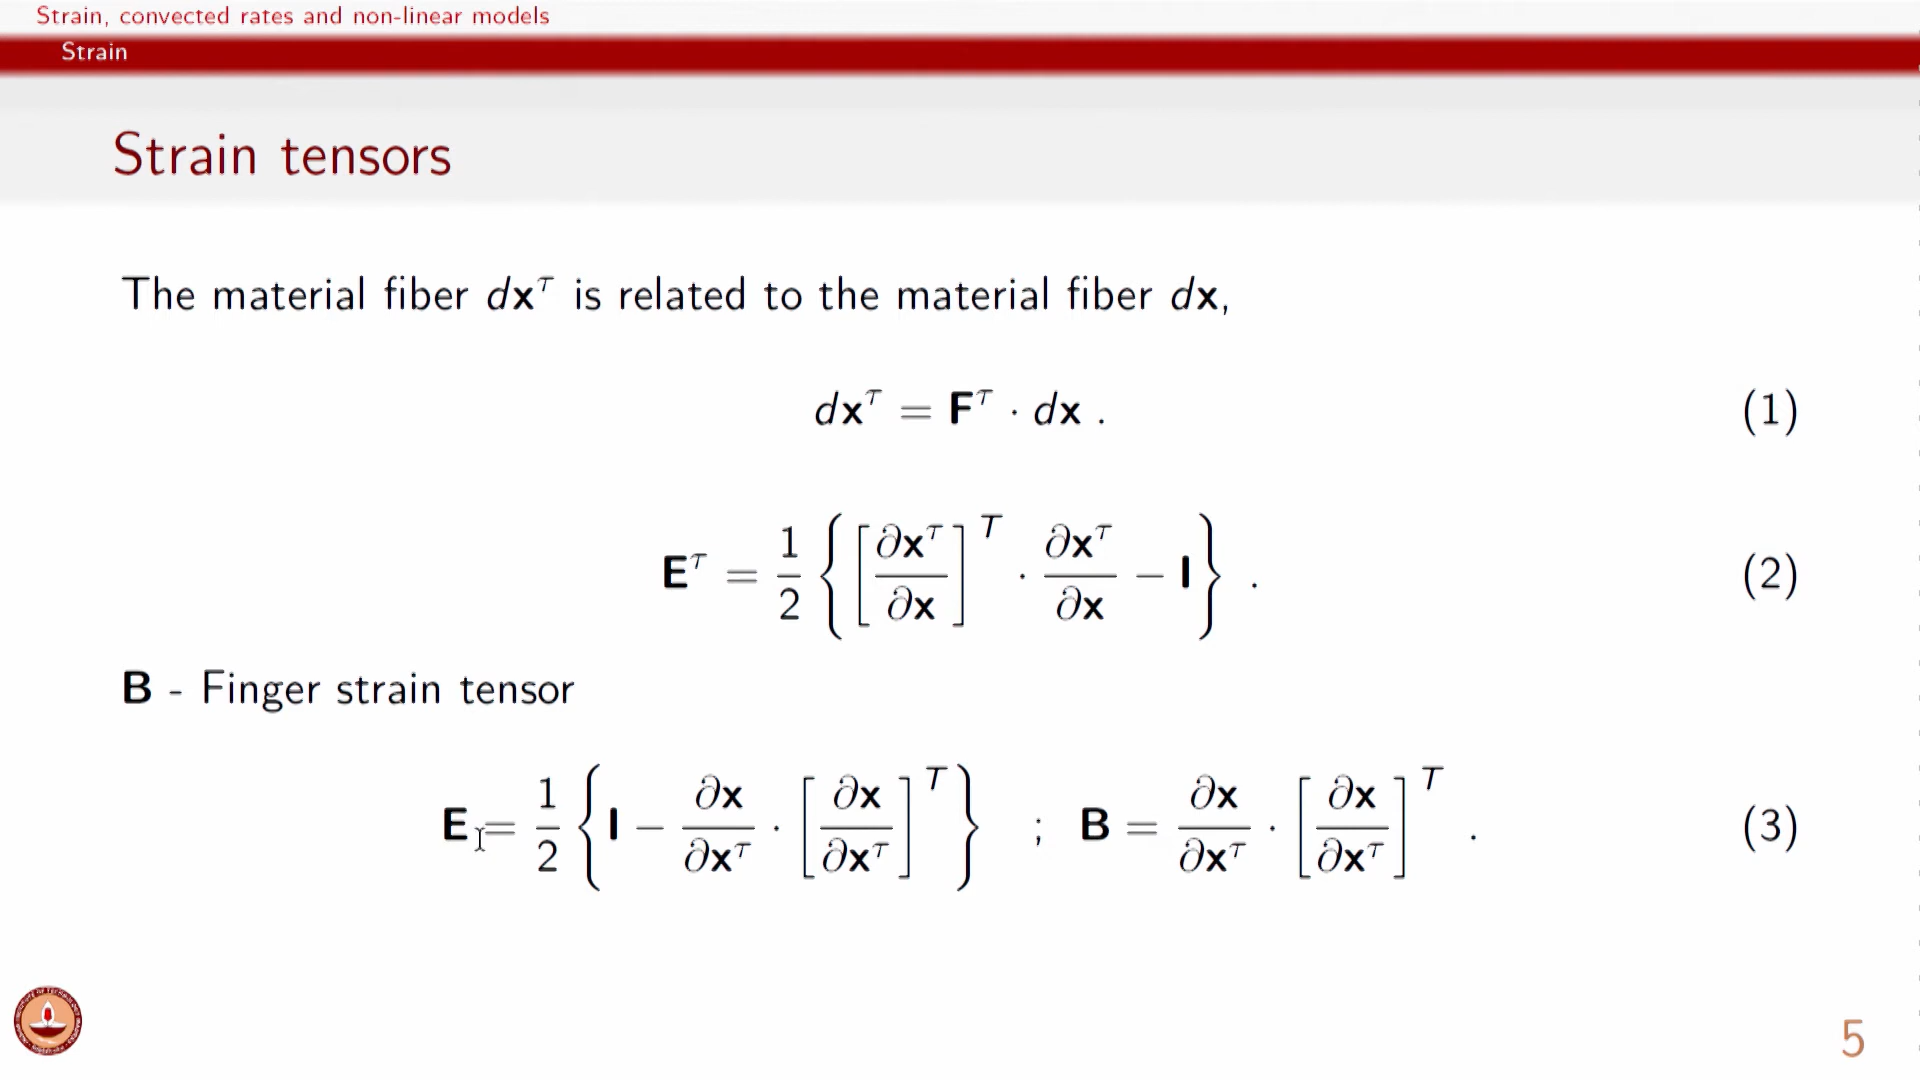 Strain, convected rates and non-linear models
Strain
Strain tensors
The material fiber d𝐱^τ is related to the material fiber d𝐱,
d𝐱^τ = 𝐅^τ · d𝐱 . (1)
𝐄^τ = 1/2 { [∂𝐱^τ/∂𝐱]^T · ∂𝐱^τ/∂𝐱 − 𝐈 } . (2)
𝐁 - Finger strain tensor
𝐄 = 1/2 { 𝐈 − ∂𝐱/∂𝐱^τ · [∂𝐱/∂𝐱^τ]^T } ; 𝐁 = ∂𝐱/∂𝐱^τ · [∂𝐱/∂𝐱^τ]^T . (3)
5